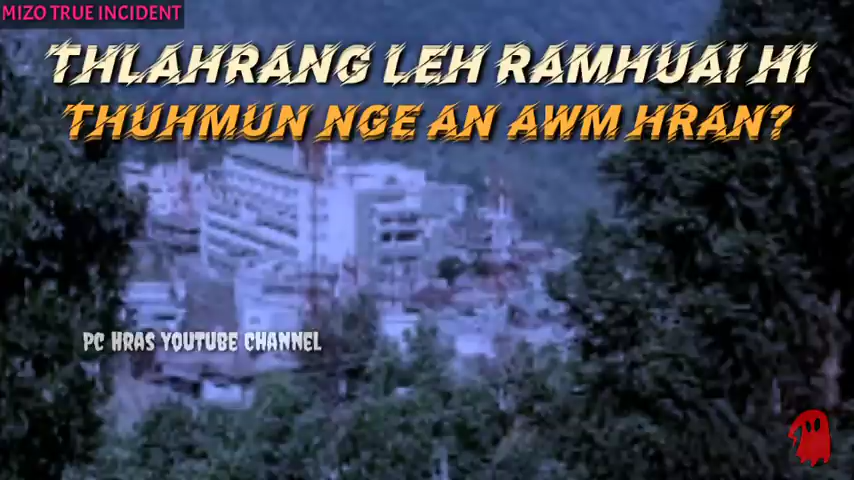 MIZO TRUE INCIDENT
THLAHRANG LEH RAMHUAI HI
THUHMUN NGE AN AWM HRAN?
PC HRAS YOUTUBE CHANNEL